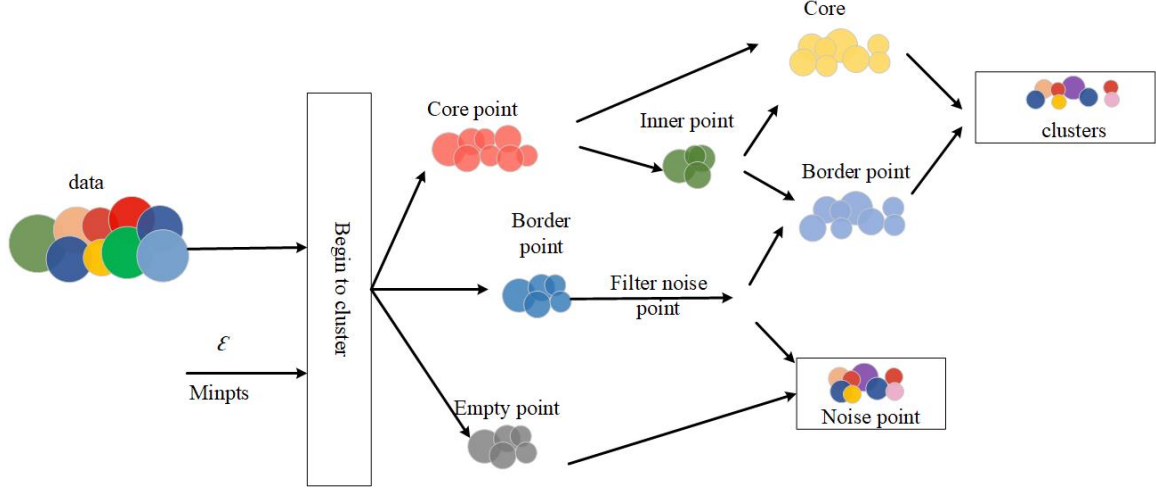 data
ε
Minpts
Begin to cluster
Core point
Border
point
Empty point
Inner point
Filter noise
point
Core
Border point
clusters
Noise point